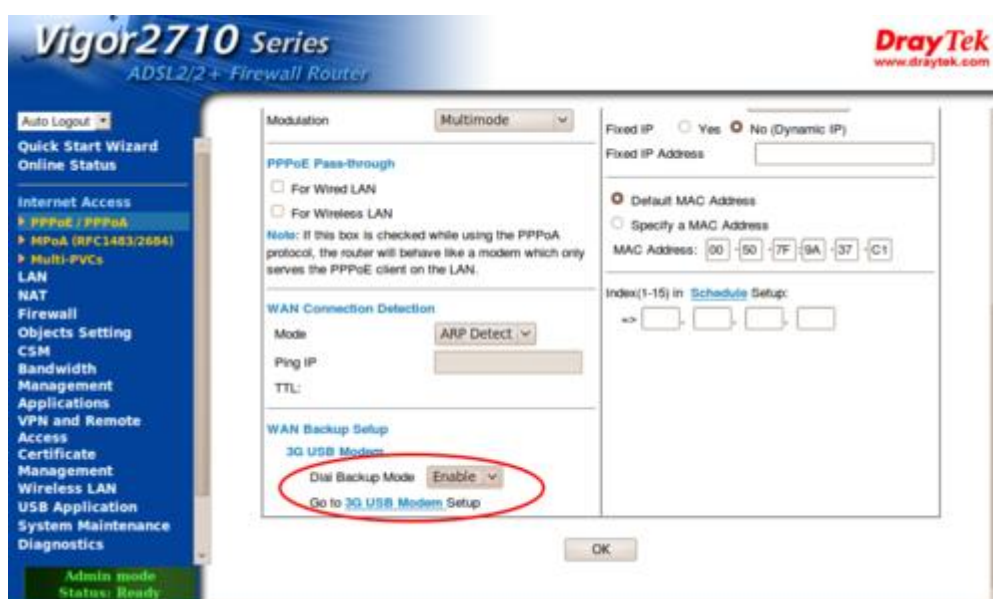 Vigor2710 Series
ADSL2/2+ Firewall Router
DrayTek
www.draytek.com
Auto Logout
Quick Start Wizard
Online Status
Internet Access
PPPoE / PPPoA
MPoA (RFC1483/2684)
Multi-PVCs
LAN
NAT
Firewall
Objects Setting
CSM
Bandwidth
Management
Applications
VPN and Remote
Access
Certificate
Management
Wireless LAN
USB Application
System Maintenance
Diagnostics
Admin mode
Status: Ready
Modulation Multimode
PPPoE Pass-through
For Wired LAN
For Wireless LAN
Note: If this box is checked while using the PPPoA
protocol, the router will behave like a modem which only
serves the PPPoE client on the LAN.
WAN Connection Detection
Mode ARP Detect
Ping IP
TTL:
WAN Backup Setup
3G USB Modem
Dial Backup Mode Enable
Go to 3G USB Modem Setup
Fixed IP Yes No (Dynamic IP)
Fixed IP Address
Default MAC Address
Specify a MAC Address
MAC Address: 00 -50 -7F :9A -37 -C1
Index(1-15) in Schedule Setup:
=> , , ,
OK